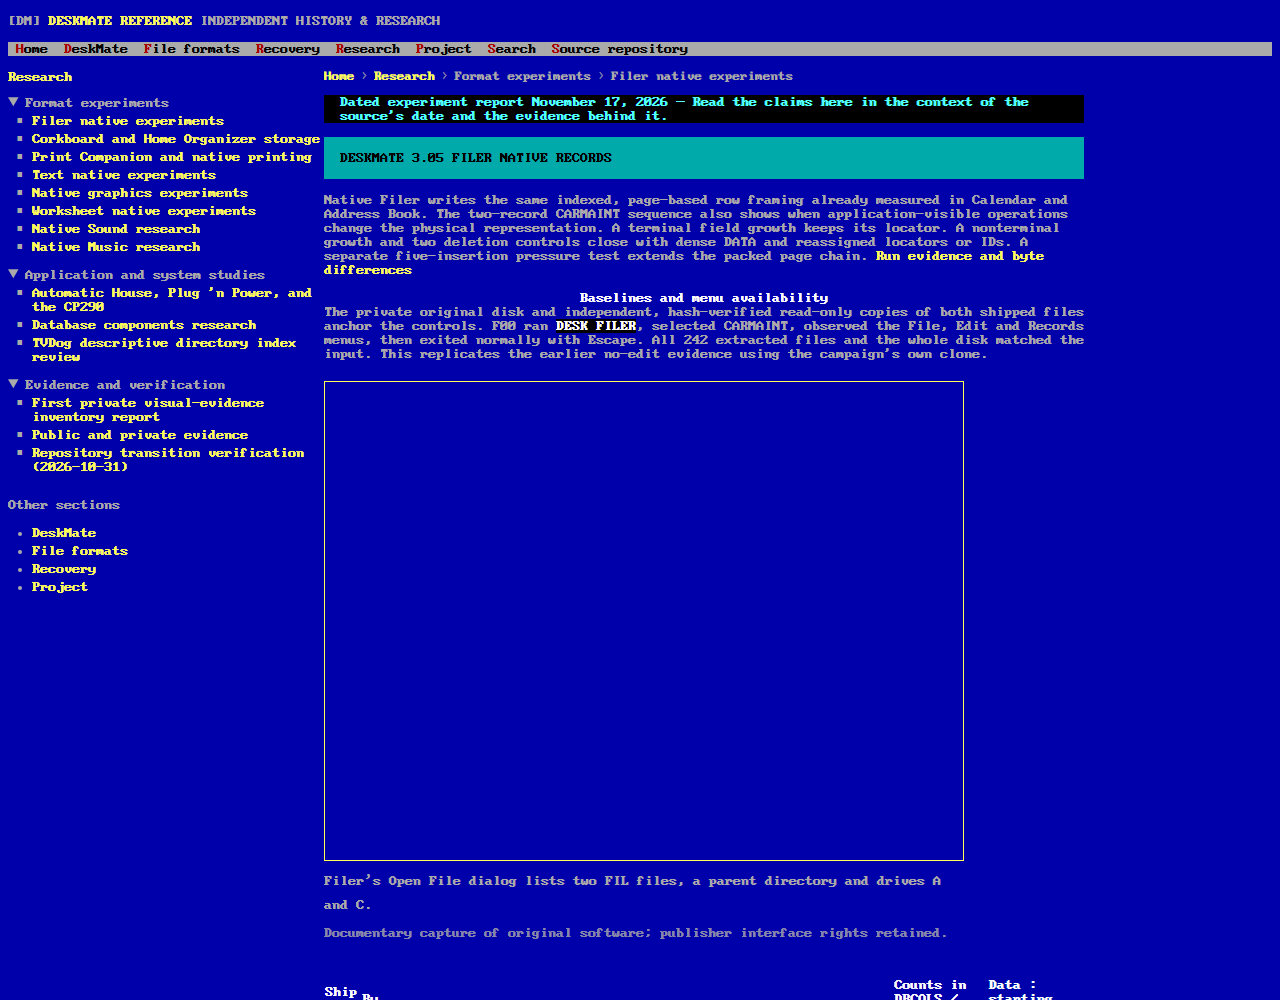 [DM] DESKMATE REFERENCE INDEPENDENT HISTORY & RESEARCH
Home DeskMate File formats Recovery Research Project Search Source repository
Research
▼ Format experiments
▪ Filer native experiments
▪ Corkboard and Home Organizer storage
▪ Print Companion and native printing
▪ Text native experiments
▪ Native graphics experiments
▪ Worksheet native experiments
▪ Native Sound research
▪ Native Music research
▼ Application and system studies
▪ Automatic House, Plug 'n Power, and
the CP290
▪ Database components research
▪ TVDog descriptive directory index
review
▼ Evidence and verification
▪ First private visual-evidence
inventory report
▪ Public and private evidence
▪ Repository transition verification
(2026-10-31)
Other sections
• DeskMate
• File formats
• Recovery
• Project
Home › Research › Format experiments › Filer native experiments
Dated experiment report November 17, 2026 — Read the claims here in the context of the
source's date and the evidence behind it.
DESKMATE 3.05 FILER NATIVE RECORDS
Native Filer writes the same indexed, page-based row framing already measured in Calendar and
Address Book. The two-record CARMAINT sequence also shows when application-visible operations
change the physical representation. A terminal field growth keeps its locator. A nonterminal
growth and two deletion controls close with dense DATA and reassigned locators or IDs. A
separate five-insertion pressure test extends the packed page chain. Run evidence and byte
differences
Baselines and menu availability
The private original disk and independent, hash-verified read-only copies of both shipped files
anchor the controls. F00 ran DESK FILER, selected CARMAINT, observed the File, Edit and Records
menus, then exited normally with Escape. All 242 extracted files and the whole disk matched the
input. This replicates the earlier no-edit evidence using the campaign's own clone.
Filer's Open File dialog lists two FIL files, a parent directory and drives A
and C.
Documentary capture of original software; publisher interface rights retained.
Counts in Data :
Ship
By DBCOLS / starting